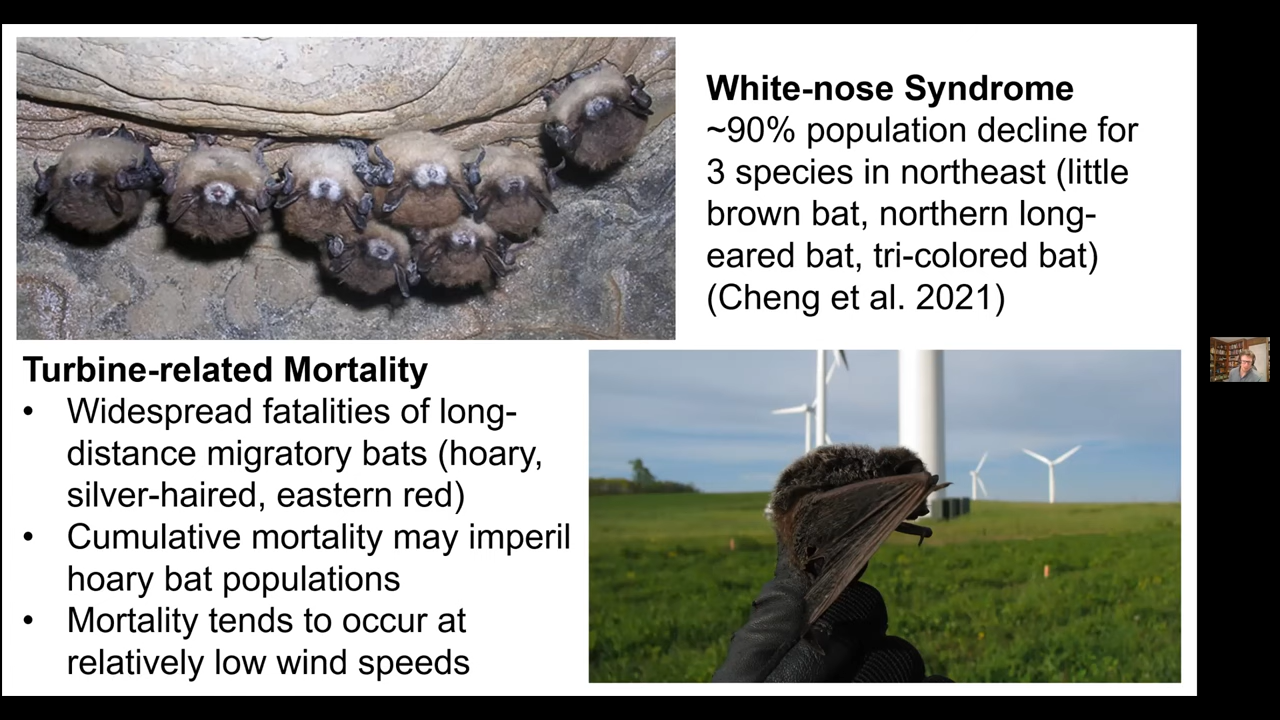 White-nose Syndrome
~90% population decline for
3 species in northeast (little
brown bat, northern long-
eared bat, tri-colored bat)
(Cheng et al. 2021)
Turbine-related Mortality
• Widespread fatalities of long-
distance migratory bats (hoary,
silver-haired, eastern red)
• Cumulative mortality may imperil
hoary bat populations
• Mortality tends to occur at
relatively low wind speeds